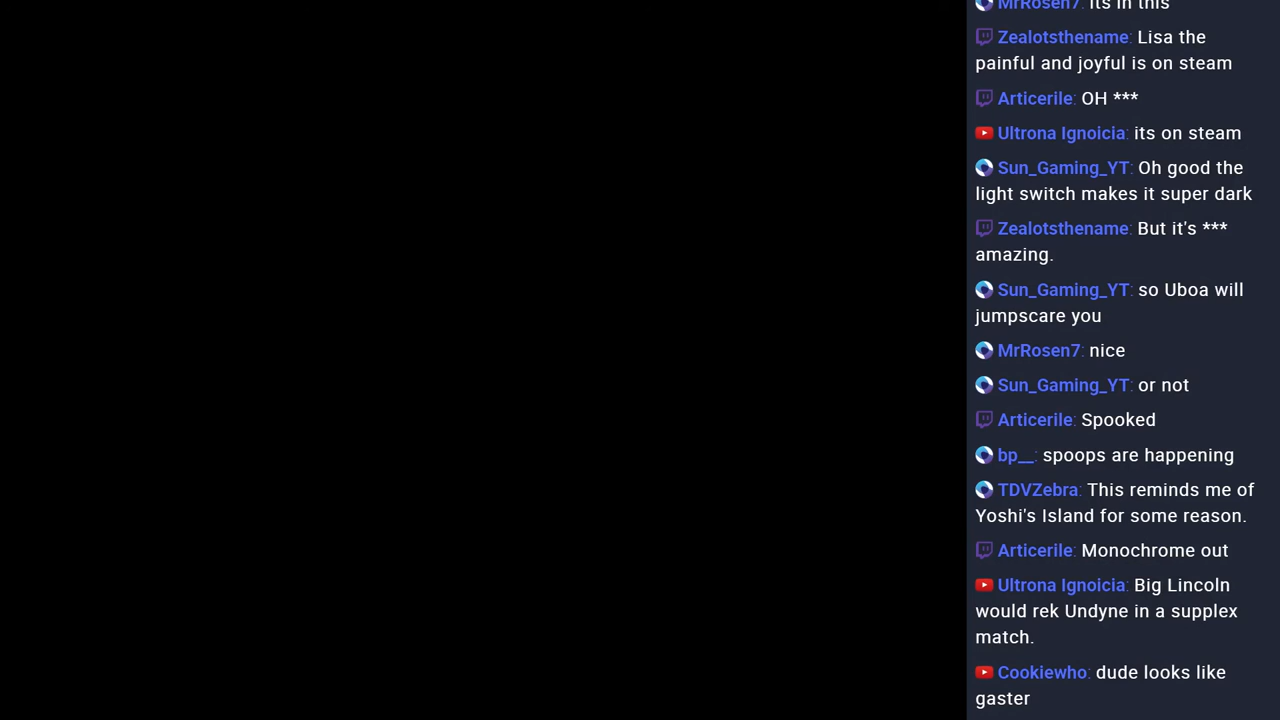 MrRosen7: its in this
Zealotsthename: Lisa the
painful and joyful is on steam
Articerile: OH ***
Ultrona Ignoicia: its on steam
Sun_Gaming_YT: Oh good the
light switch makes it super dark
Zealotsthename: But it's ***
amazing.
Sun_Gaming_YT: so Uboa will
jumpscare you
MrRosen7: nice
Sun_Gaming_YT: or not
Articerile: Spooked
bp__: spoops are happening
TDVZebra: This reminds me of
Yoshi's Island for some reason.
Articerile: Monochrome out
Ultrona Ignoicia: Big Lincoln
would rek Undyne in a supplex
match.
Cookiewho: dude looks like
gaster